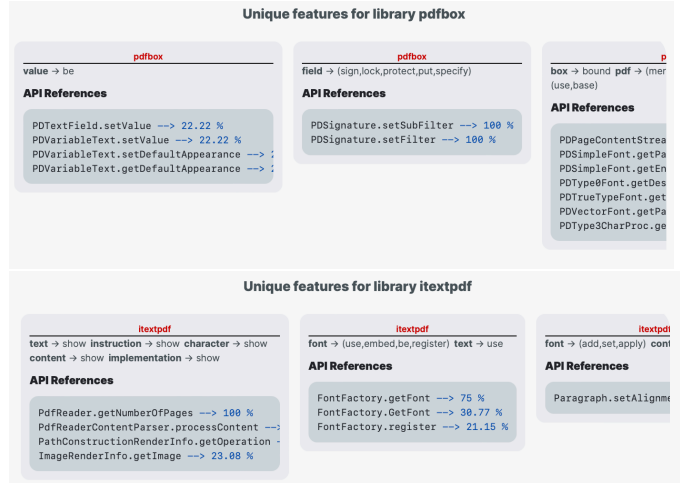 Unique features for library pdfbox
pdfbox
value → be
API References
PDTextField.setValue --> 22.22 %
PDVariableText.setValue --> 22.22 %
PDVariableText.setDefaultAppearance -->
PDVariableText.getDefaultAppearance -->
pdfbox
field → (sign,lock,protect,put,specify)
API References
PDSignature.setSubFilter --> 100 %
PDSignature.setFilter --> 100 %
box → bound pdf → (mer
(use,base)
API References
PDPageContentStrea
PDSimpleFont.getPa
PDSimpleFont.getEn
PDType0Font.getDes
PDTrueTypeFont.get
PDVectorFont.getPa
PDType3CharProc.ge
Unique features for library itextpdf
itextpdf
text → show instruction → show character → show
content → show implementation → show
API References
PdfReader.getNumberOfPages --> 100 %
PdfReaderContentParser.processContent -->
PathConstructionRenderInfo.getOperation -
ImageRenderInfo.getImage --> 23.08 %
itextpdf
font → (use,embed,be,register) text → use
API References
FontFactory.getFont --> 75 %
FontFactory.GetFont --> 30.77 %
FontFactory.register --> 21.15 %
itextpdf
font → (add,set,apply) cont
API References
Paragraph.setAlignme